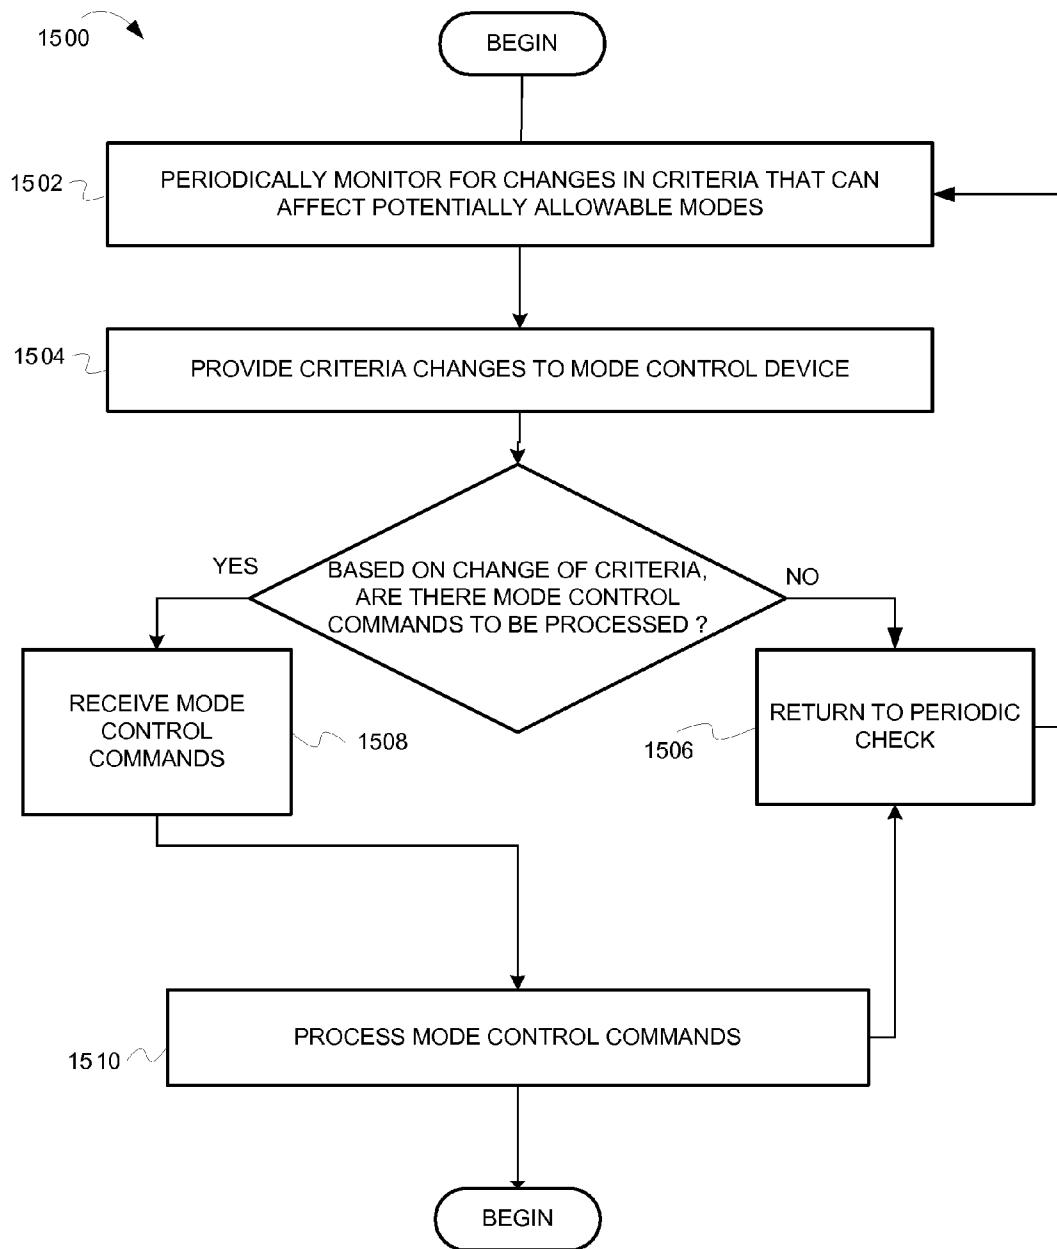 1500
BEGIN
1502
PERIODICALLY MONITOR FOR CHANGES IN CRITERIA THAT CAN
AFFECT POTENTIALLY ALLOWABLE MODES
1504
PROVIDE CRITERIA CHANGES TO MODE CONTROL DEVICE
YES
BASED ON CHANGE OF CRITERIA,
ARE THERE MODE CONTROL
COMMANDS TO BE PROCESSED ?
NO
RECEIVE MODE
CONTROL
COMMANDS
1508
1506
RETURN TO PERIODIC
CHECK
PROCESS MODE CONTROL COMMANDS
1510
BEGIN